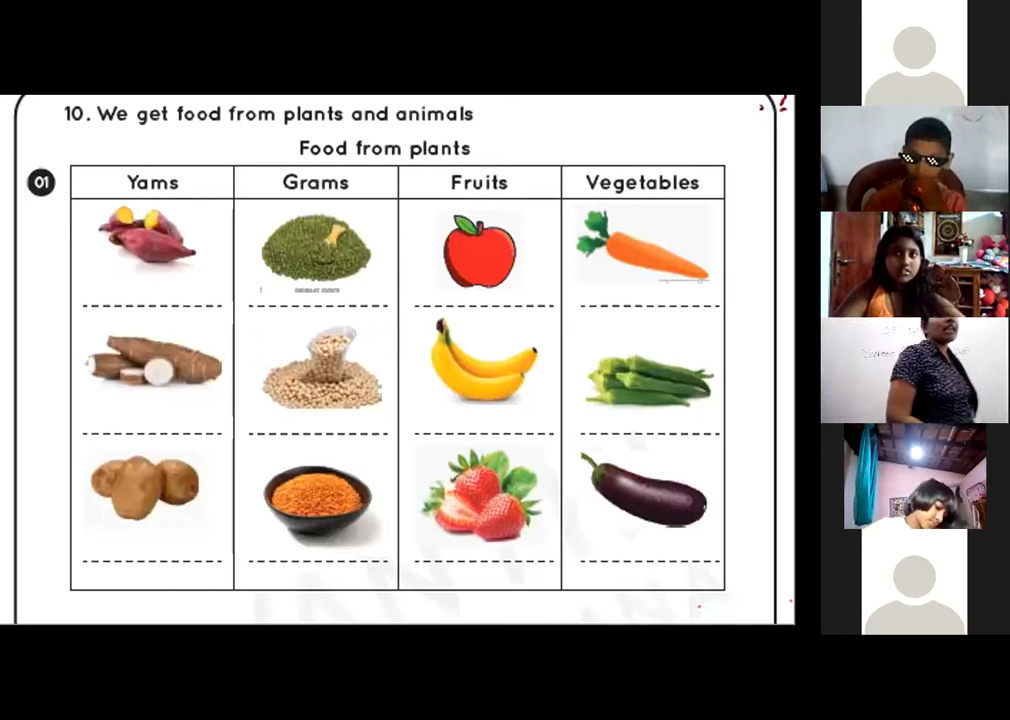 10. We get food from plants and animals
Food from plants
01
Yams Grams Fruits Vegetables